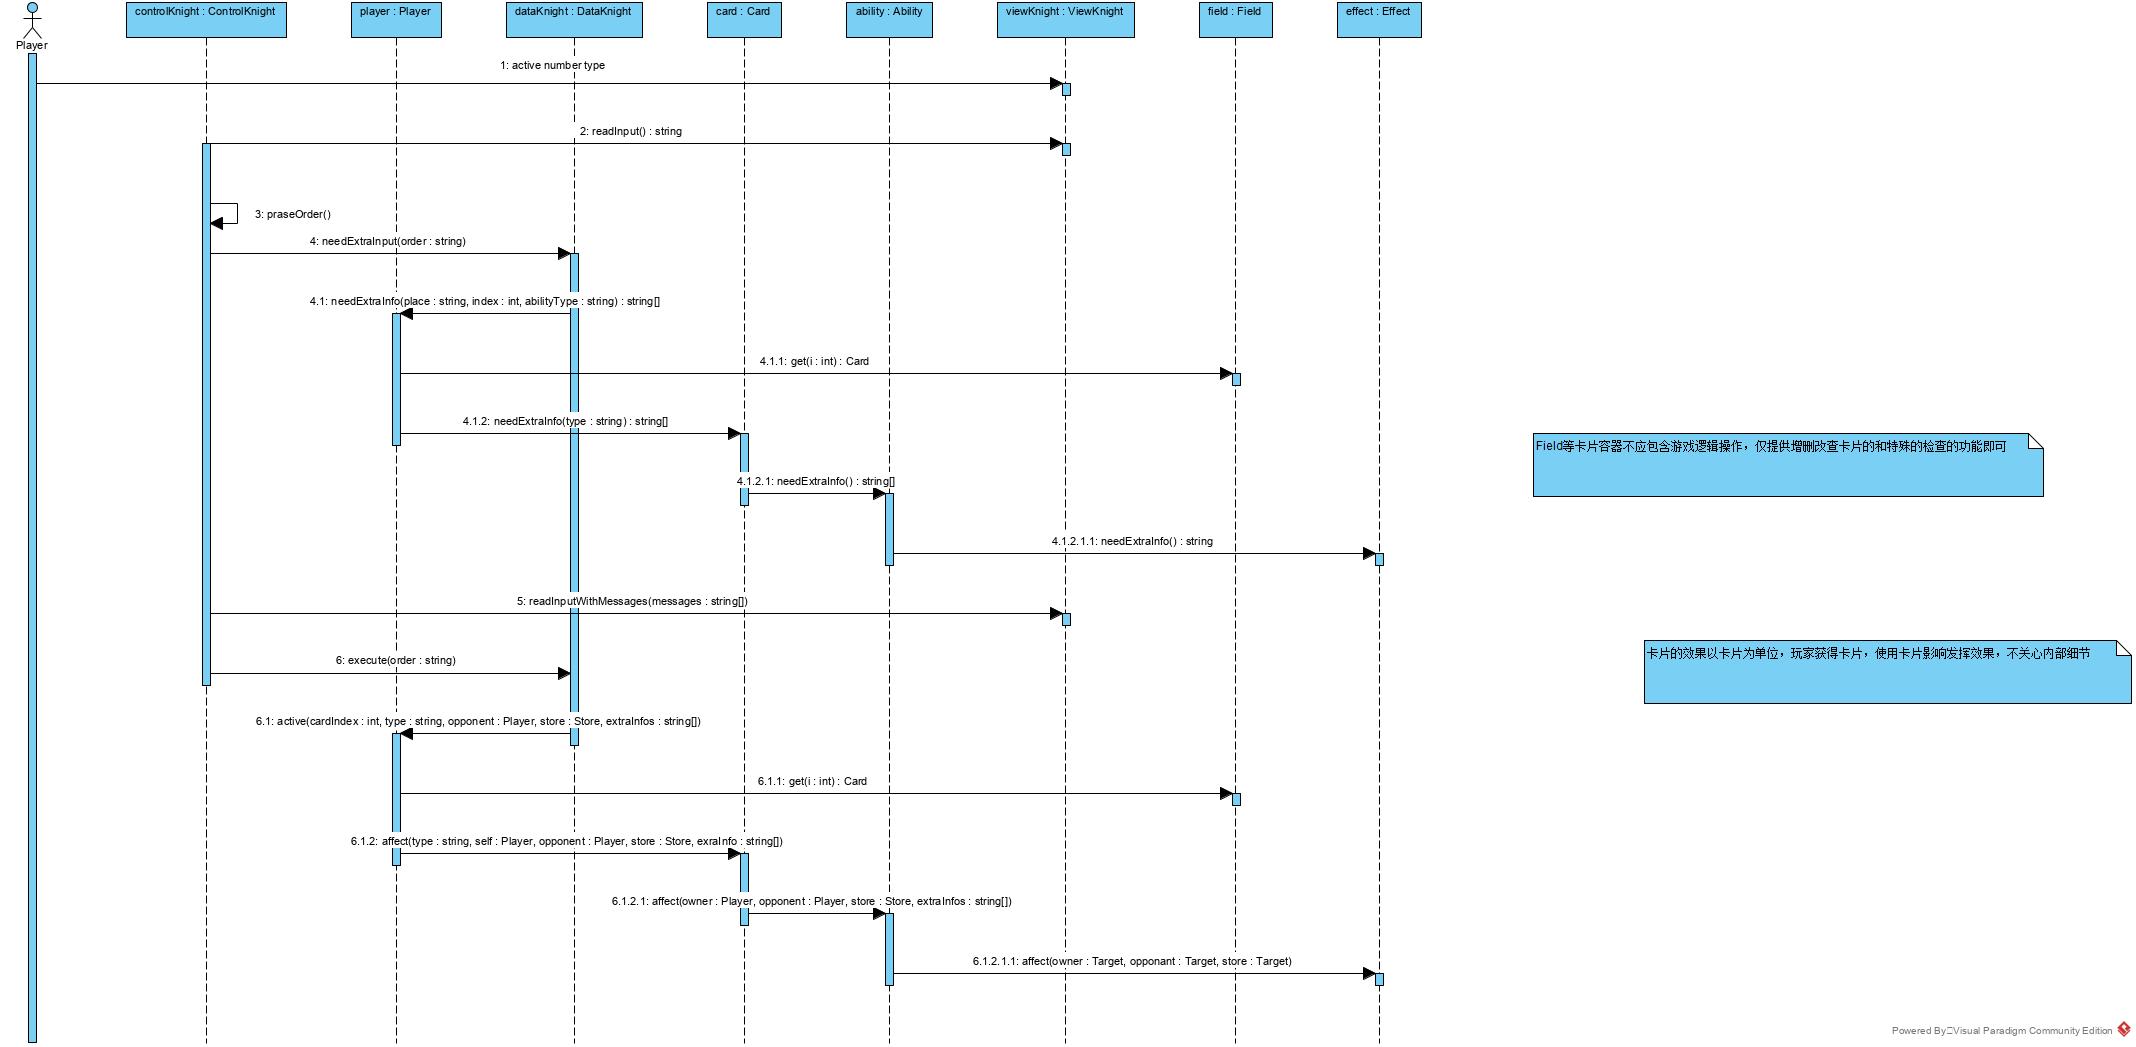 controlKnight : ControlKnight
player : Player
dataKnight : DataKnight
card : Card
ability : Ability
viewKnight : ViewKnight
field : Field
effect : Effect
Player
1: active number type
2: readInput() : string
3: praseOrder()
4: needExtraInput(order : string)
4.1: needExtraInfo(place : string, index : int, abilityType : string) : string[]
4.1.1: get(i : int) : Card
4.1.2: needExtraInfo(type : string) : string[]
Field等卡片容器不应包含游戏逻辑操作，仅提供增删改查卡片的和特殊的检查的功能即可
4.1.2.1: needExtraInfo() : string[]
4.1.2.1.1: needExtraInfo() : string
5: readInputWithMessages(messages : string[])
卡片的效果以卡片为单位，玩家获得卡片，使用卡片影响发挥效果，不关心内部细节
6: execute(order : string)
6.1: active(cardIndex : int, type : string, opponent : Player, store : Store, extraInfos : string[])
6.1.1: get(i : int) : Card
6.1.2: affect(type : string, self : Player, opponent : Player, store : Store, exraInfo : string[])
6.1.2.1: affect(owner : Player, opponent : Player, store : Store, extraInfos : string[])
6.1.2.1.1: affect(owner : Target, opponant : Target, store : Target)
Powered By Visual Paradigm Community Edition